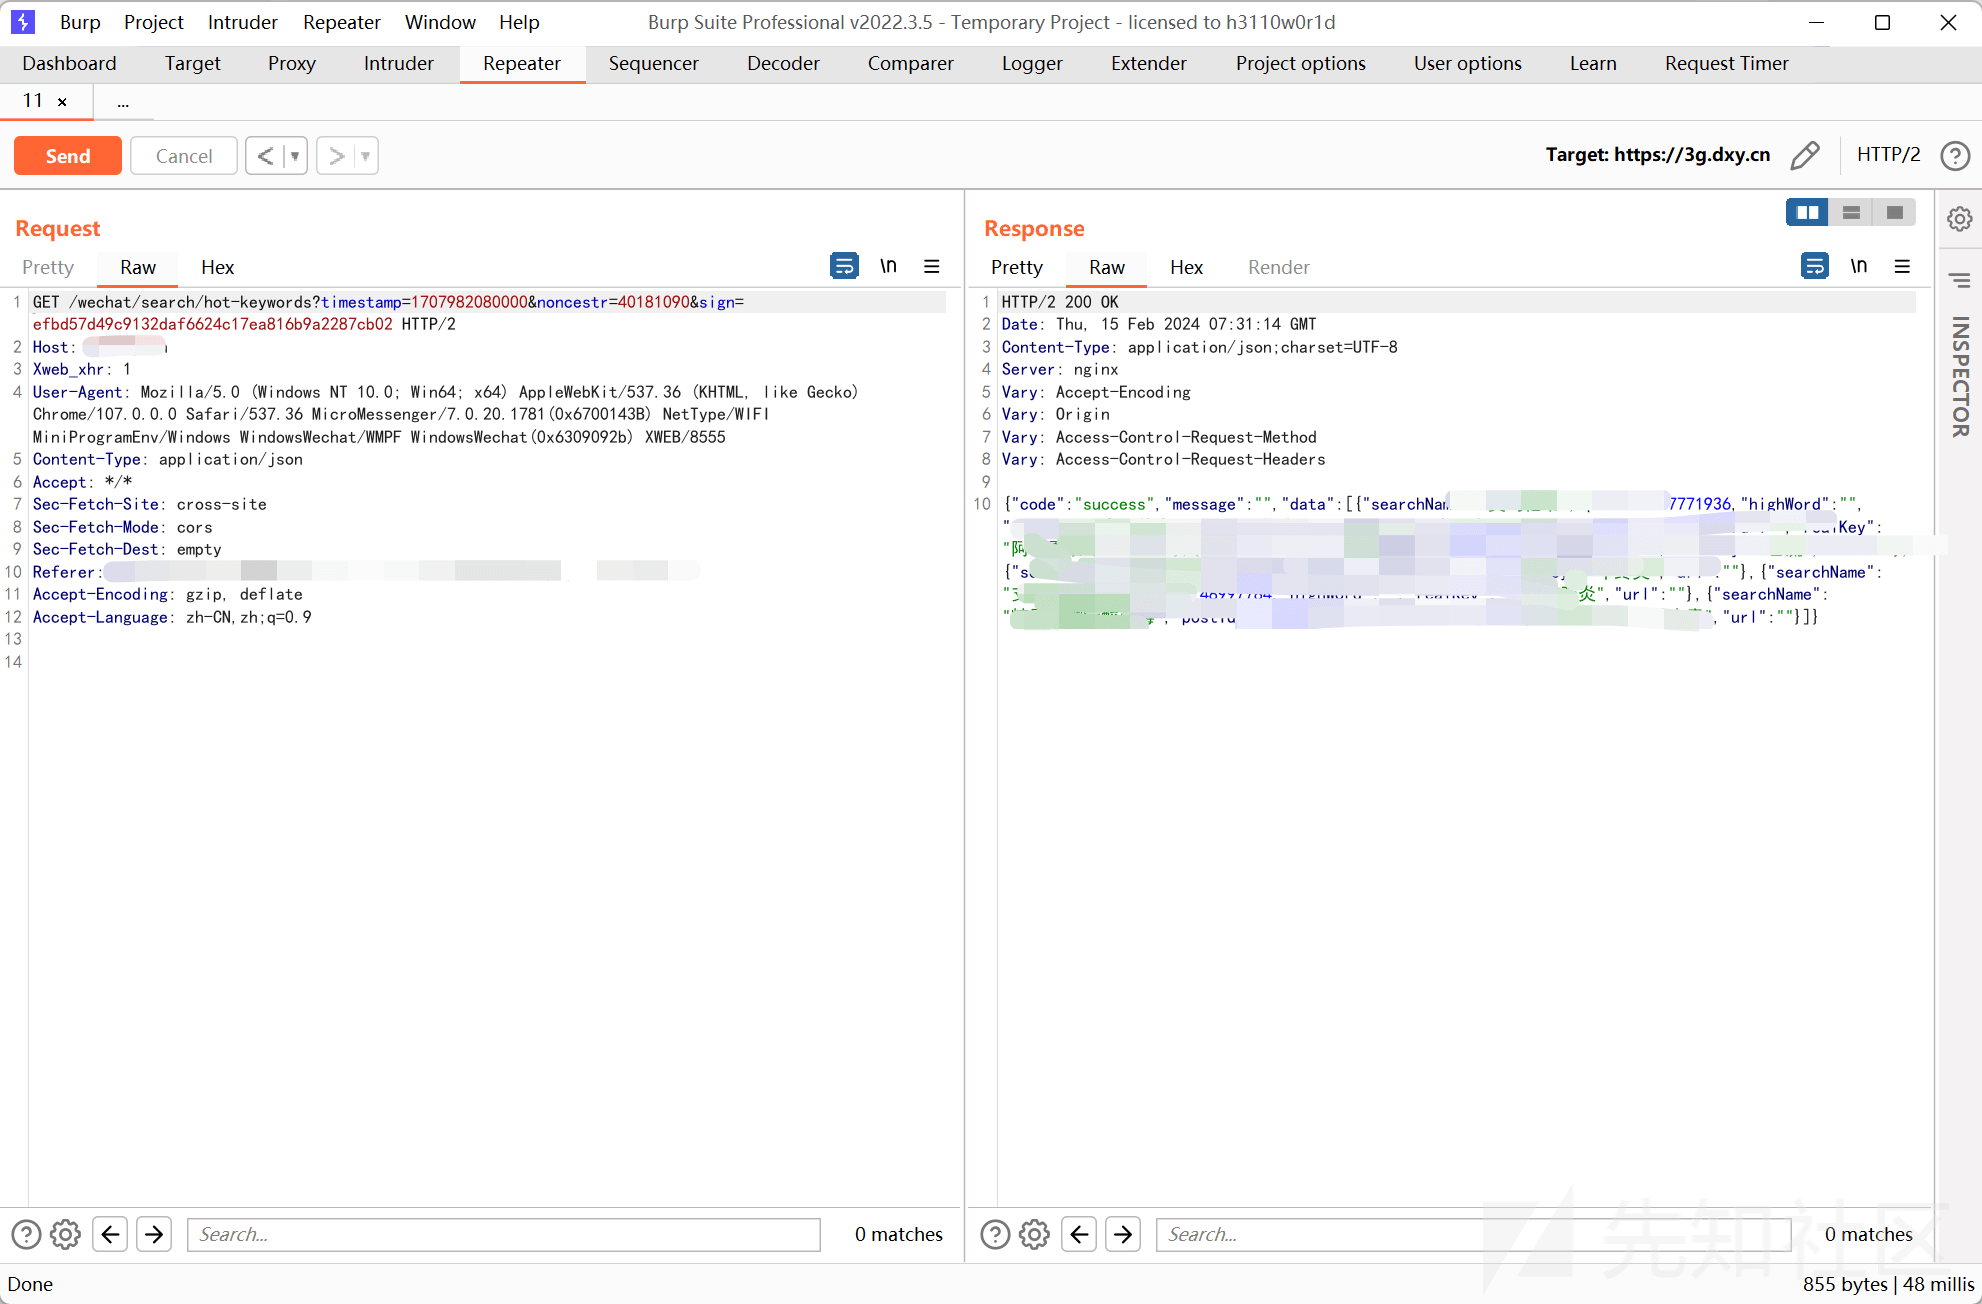 Burp Project Intruder Repeater Window Help Burp Suite Professional v2022.3.5 - Temporary Project - licensed to h3110w0r1d
Dashboard Target Proxy Intruder Repeater Sequencer Decoder Comparer Logger Extender Project options User options Learn Request Timer
11 × ...
Send Cancel < > Target: https://3g.dxy.cn HTTP/2 ?
Request
Pretty Raw Hex \n
1 GET /wechat/search/hot-keywords?timestamp=1707982080000&noncestr=40181090&sign=
efbd57d49c9132daf6624c17ea816b9a2287cb02 HTTP/2
2 Host:
3 Xweb_xhr: 1
4 User-Agent: Mozilla/5.0 (Windows NT 10.0; Win64; x64) AppleWebKit/537.36 (KHTML, like Gecko)
Chrome/107.0.0.0 Safari/537.36 MicroMessenger/7.0.20.1781(0x6700143B) NetType/WIFI
MiniProgramEnv/Windows WindowsWechat/WMPF WindowsWechat(0x6309092b) XWEB/8555
5 Content-Type: application/json
6 Accept: */*
7 Sec-Fetch-Site: cross-site
8 Sec-Fetch-Mode: cors
9 Sec-Fetch-Dest: empty
10 Referer:
11 Accept-Encoding: gzip, deflate
12 Accept-Language: zh-CN,zh;q=0.9
13
14
Response
Pretty Raw Hex Render \n
1 HTTP/2 200 OK
2 Date: Thu, 15 Feb 2024 07:31:14 GMT
3 Content-Type: application/json;charset=UTF-8
4 Server: nginx
5 Vary: Accept-Encoding
6 Vary: Origin
7 Vary: Access-Control-Request-Method
8 Vary: Access-Control-Request-Headers
9
10 {"code":"success","message":"","data":[{"searchNam 7771936,"highWord":"",
Key":
"阿
{"se ""},{"searchName":
炎","url":""},{"searchName":
,"url":""}]}
INSPECTOR
? Search... 0 matches
? Search... 0 matches
先知社区
Done 855 bytes | 48 millis